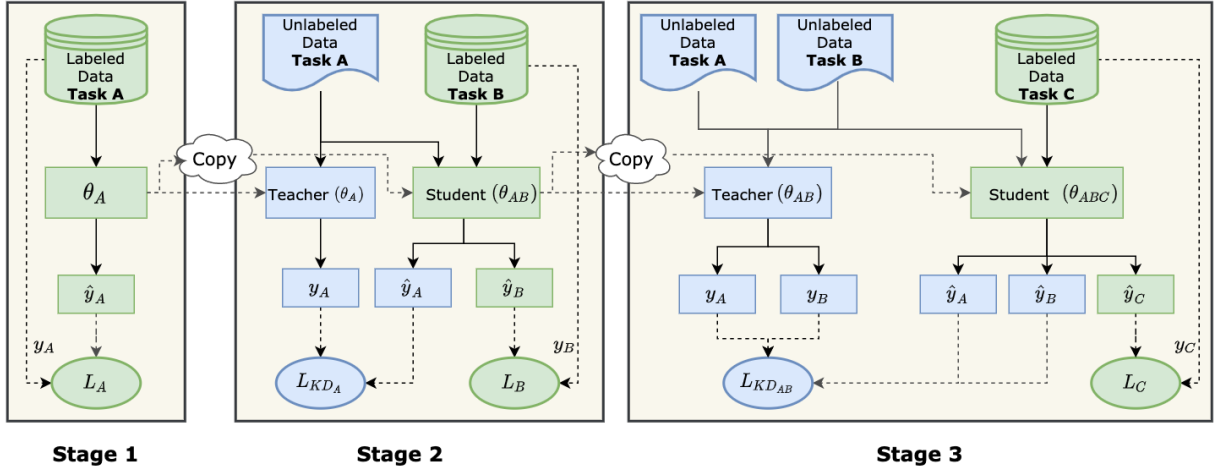 Labeled
Data
Task A
θ_A
ŷ_A
y_A
L_A
Stage 1
Copy
Unlabeled
Data
Task A
Labeled
Data
Task B
Teacher (θ_A)
Student (θ_AB)
y_A
ŷ_A
ŷ_B
y_B
L_KD_A
L_B
Stage 2
Copy
Unlabeled
Data
Task A
Unlabeled
Data
Task B
Labeled
Data
Task C
Teacher (θ_AB)
Student (θ_ABC)
y_A
y_B
ŷ_A
ŷ_B
ŷ_C
y_C
L_KD_AB
L_C
Stage 3